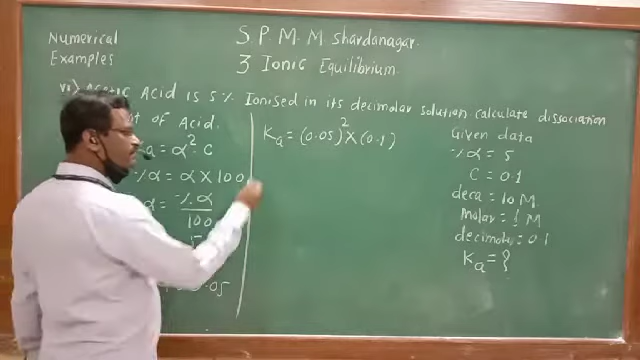 Numerical
Examples
S. P. M. M Shardanagar.
3 Ionic Equilibrium
Acetic Acid is 5% Ionised in its decimolar solution. calculate dissociation
of Acid.
a = α² · C
% α = α × 100
α = % α
100
.05
Ka = (0.05)² × (0.1)
Given data
% α = 5
C = 0.1
deca = 10 M
molar = 1 M
decimolar = 0.1
Ka = ?